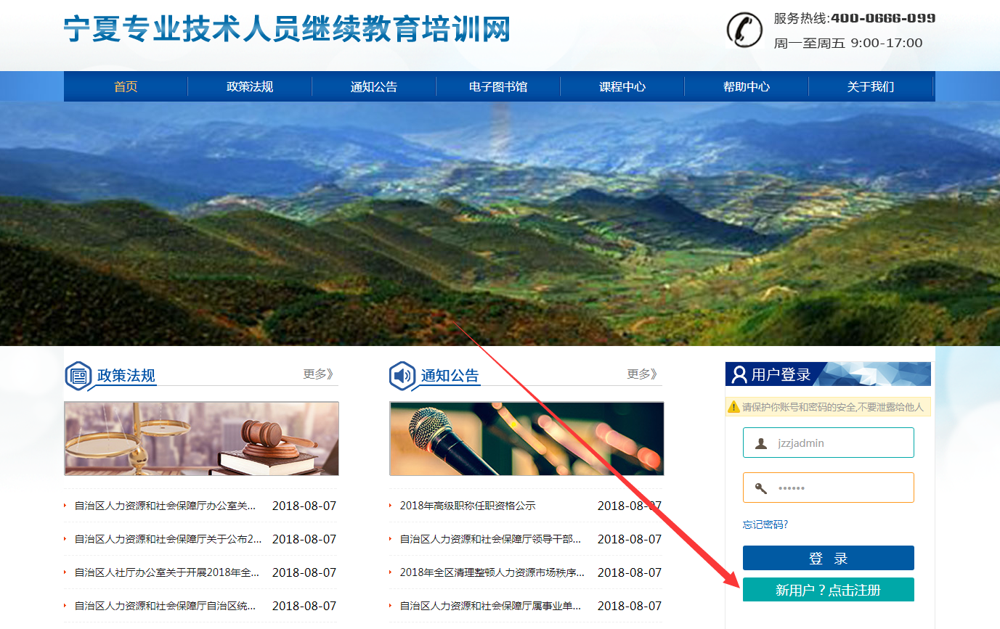 宁夏专业技术人员继续教育培训网
服务热线:400-0666-099
周一至周五 9:00-17:00
首页
政策法规
通知公告
电子图书馆
课程中心
帮助中心
关于我们
政策法规
更多》
自治区人力资源和社会保障厅办公室关... 2018-08-07
自治区人力资源和社会保障厅关于公布2... 2018-08-07
自治区人社厅办公室关于开展2018年全... 2018-08-07
自治区人力资源和社会保障厅自治区统... 2018-08-07
通知公告
更多》
2018年高级职称任职资格公示 2018-08-07
自治区人力资源和社会保障厅领导干部... 2018-08-07
2018年全区清理整顿人力资源市场秩序... 2018-08-07
自治区人力资源和社会保障厅属事业单... 2018-08-07
用户登录
请保护你账号和密码的安全,不要泄露给他人
jzzjadmin
••••••
忘记密码?
登 录
新用户？点击注册